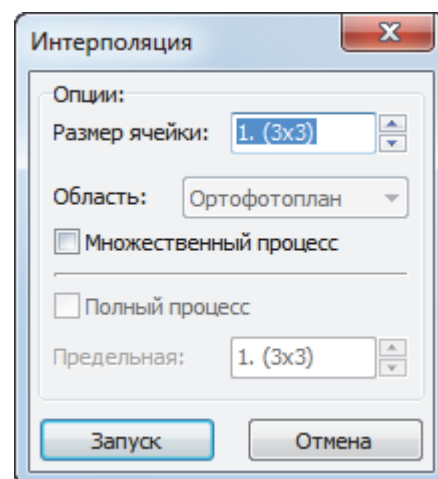 Интерполяция
Опции:
Размер ячейки: 1. (3x3)
Область: Ортофотоплан
Множественный процесс
Полный процесс
Предельная: 1. (3x3)
Запуск Отмена